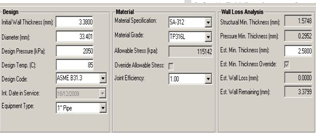 Design
Initial Wall Thickness (mm): 3.3800
Diameter (mm): 33.401
Design Pressure (kPa): 2050
Design Temp. (C): 85
Design Code: ASME B31.3
Int. Date in Service:
Equipment Type: 1" Pipe
Material
Material Specification: SA-312
Material Grade: TP316L
Allowable Stress (kpa): 115142
Override Allowable Stress:
Joint Efficiency: 1.00
Wall Loss Analysis
Structural Min. Thickness (mm): 1.5748
Pressure Min. Thickness (mm): 0.2952
Est. Min. Thickness (mm): 2.5800
Est. Min. Thickness Override:
Est. Wall Loss (mm): 0.0000
Est. Wall Remaining (mm): 3.3799